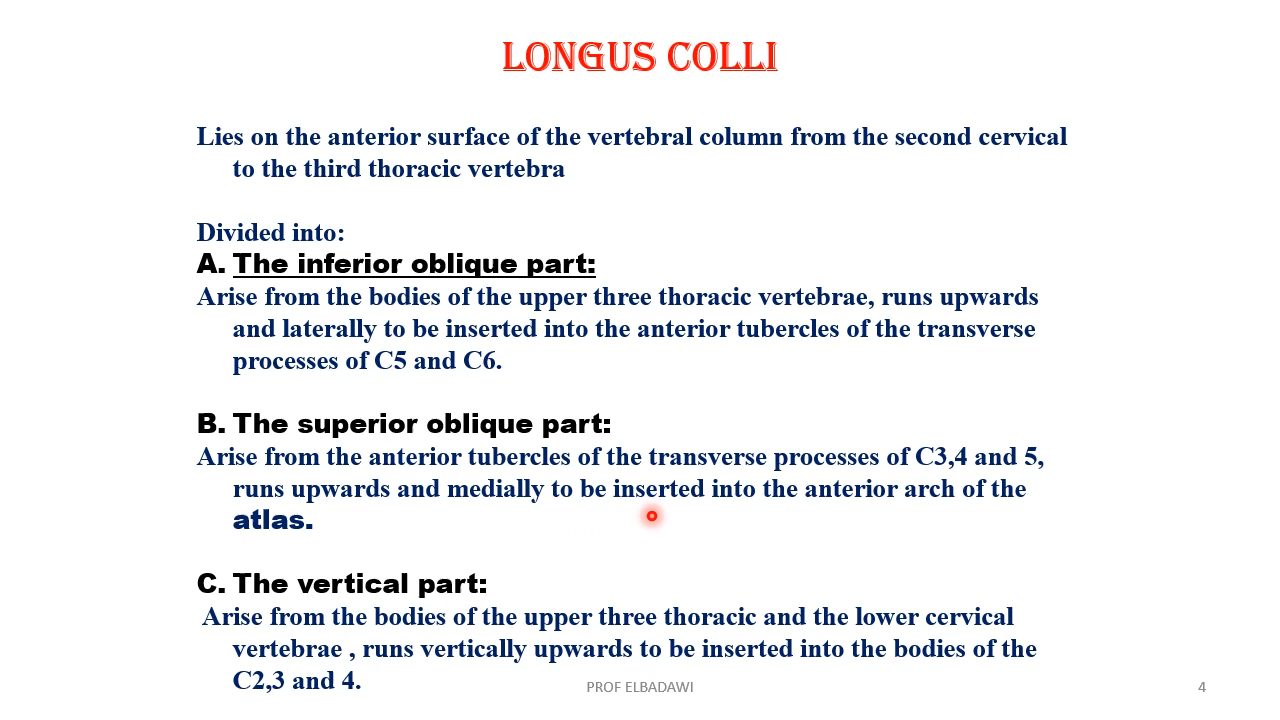 LONGUS COLLI
Lies on the anterior surface of the vertebral column from the second cervical
to the third thoracic vertebra
Divided into:
A. The inferior oblique part:
Arise from the bodies of the upper three thoracic vertebrae, runs upwards
and laterally to be inserted into the anterior tubercles of the transverse
processes of C5 and C6.
B. The superior oblique part:
Arise from the anterior tubercles of the transverse processes of C3,4 and 5,
runs upwards and medially to be inserted into the anterior arch of the
atlas.
C. The vertical part:
Arise from the bodies of the upper three thoracic and the lower cervical
vertebrae , runs vertically upwards to be inserted into the bodies of the
C2,3 and 4.
PROF ELBADAWI
4